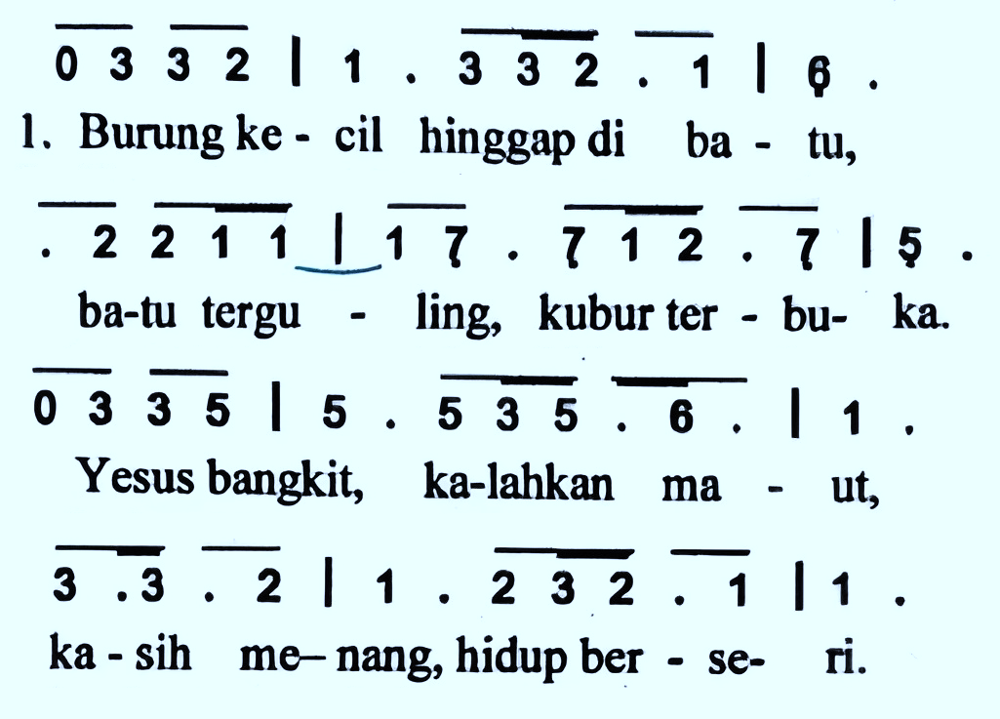 0 3 3 2 | 1 . 3 3 2 . 1 | 6̣ .
1. Burung ke - cil hinggap di ba - tu,
. 2 2 1 1 | 1 7̣ . 7̣ 1 2 . 7̣ | 5̣ .
ba-tu tergu - ling, kubur ter - bu- ka.
0 3 3 5 | 5 . 5 3 5 . 6 . | 1 .
Yesus bangkit, ka-lahkan ma - ut,
3 . 3 . 2 | 1 . 2 3 2 . 1 | 1 .
ka - sih me– nang, hidup ber - se- ri.